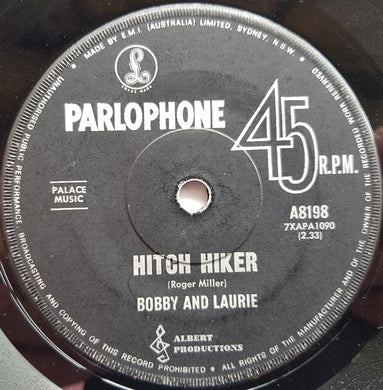 MADE BY E.M.I. (AUSTRALIA) LIMITED, SYDNEY, N.S.W.
TRADE MARK
PARLOPHONE
45 R.P.M.
PALACE
MUSIC
A8198
7XAPA1090
(2.33)
HITCH HIKER
(Roger Miller)
BOBBY AND LAURIE
ALBERT
PRODUCTIONS
UNAUTHORISED PUBLIC PERFORMANCE, BROADCASTING AND COPYING OF THIS RECORD PROHIBITED • ALL RIGHTS OF THE MANUFACTURER AND OF THE OWNER OF THE RECORDED WORK RESERVED